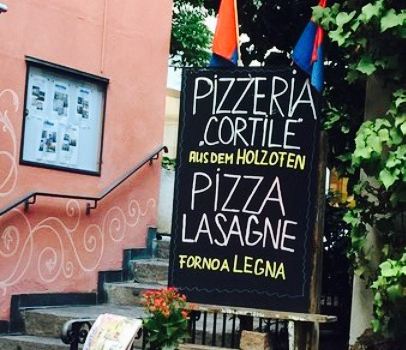 PIZZERIA
„CORTILE"
AUS DEM HOLZOFEN
PIZZA
LASAGNE
FORNO A LEGNA